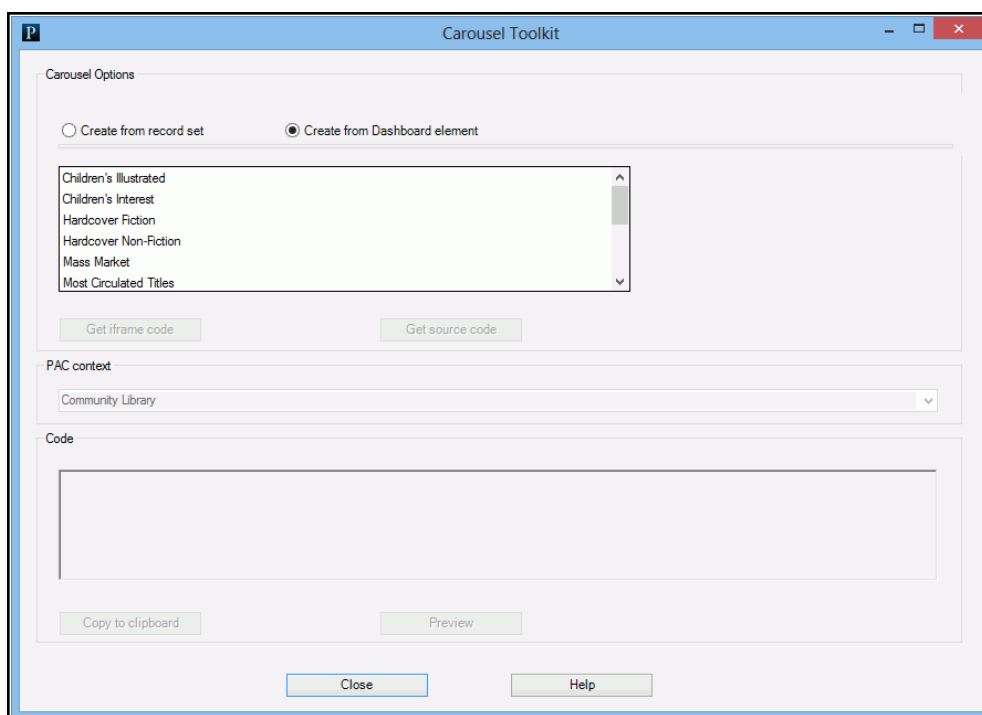 P
Carousel Toolkit
Carousel Options
Create from record set
Create from Dashboard element
Children's Illustrated
Children's Interest
Hardcover Fiction
Hardcover Non-Fiction
Mass Market
Most Circulated Titles
Get iframe code
Get source code
PAC context
Community Library
Code
Copy to clipboard
Preview
Close
Help